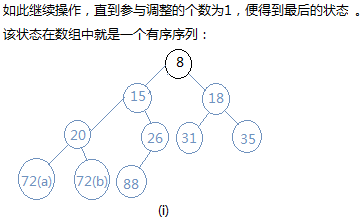 如此继续操作，直到参与调整的个数为1，便得到最后的状态 。
该状态在数组中就是一个有序序列：
8
15
18
20
26
31
35
72(a)
72(b)
88
(i)